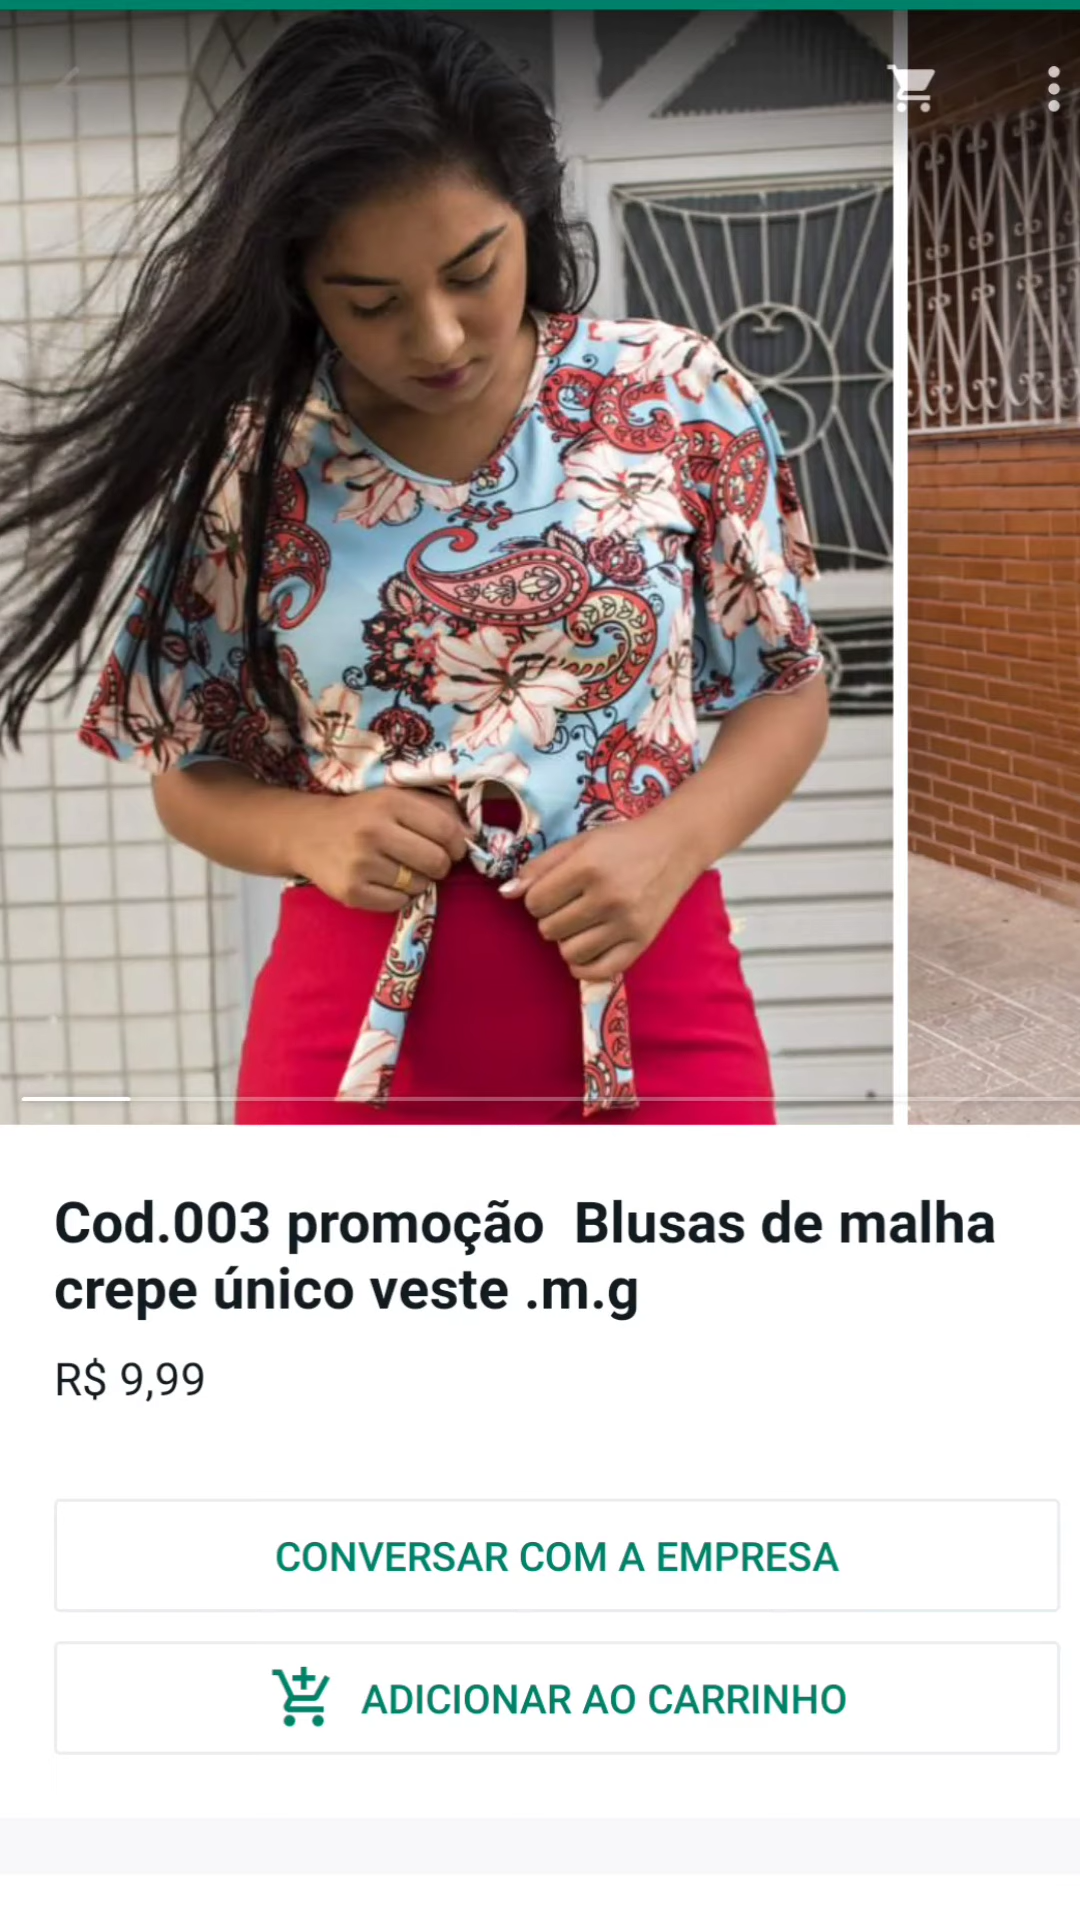 Cod.003 promoção  Blusas de malha
crepe único veste .m.g
R$ 9,99
CONVERSAR COM A EMPRESA
ADICIONAR AO CARRINHO